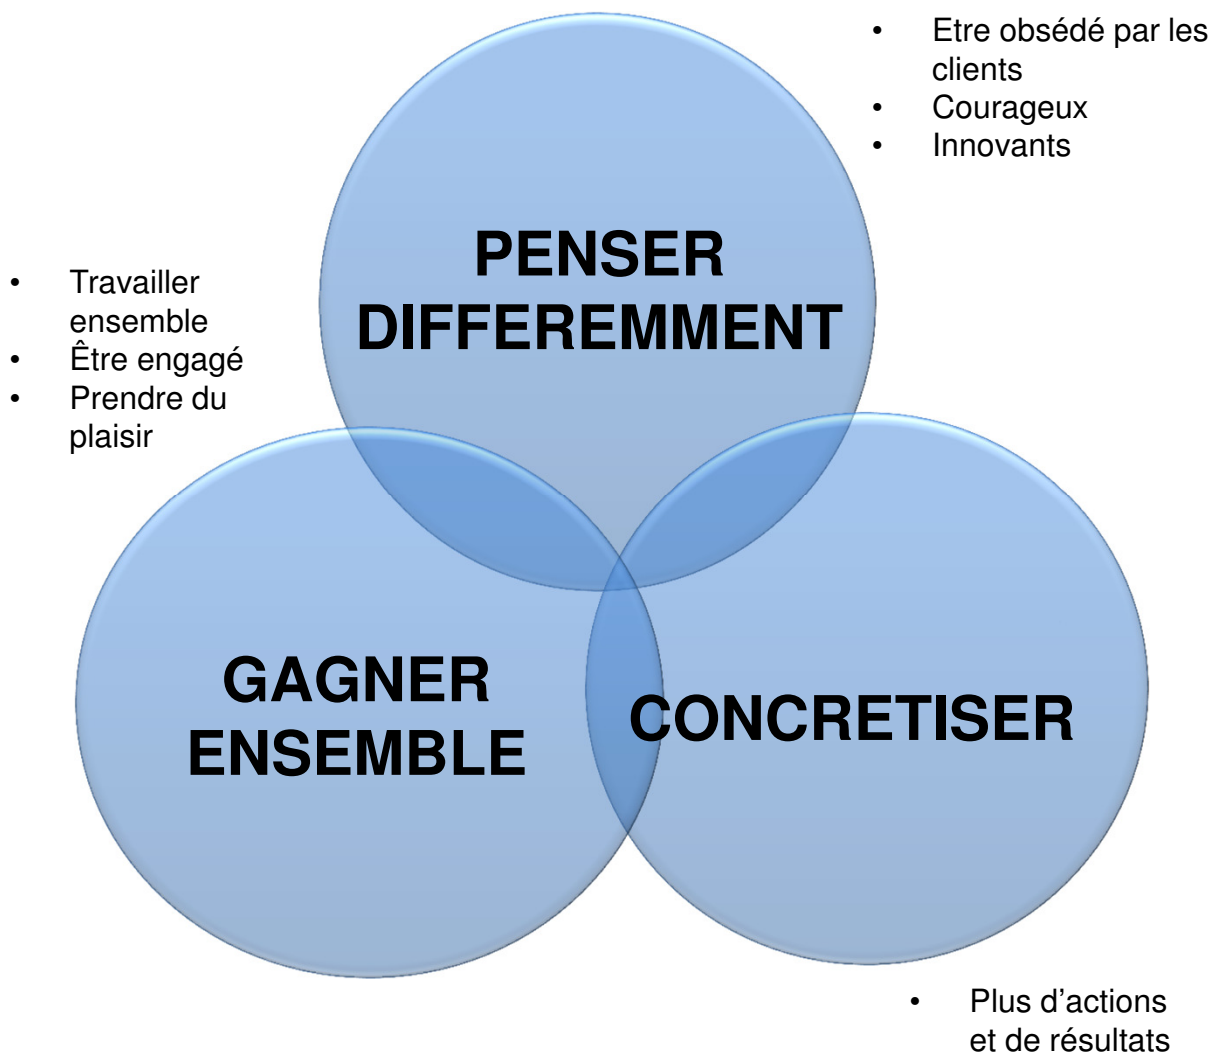 • Etre obsédé par les
clients
• Courageux
• Innovants
PENSER
DIFFEREMMENT
• Travailler
ensemble
• Être engagé
• Prendre du
plaisir
GAGNER
ENSEMBLE
CONCRETISER
• Plus d’actions
et de résultats